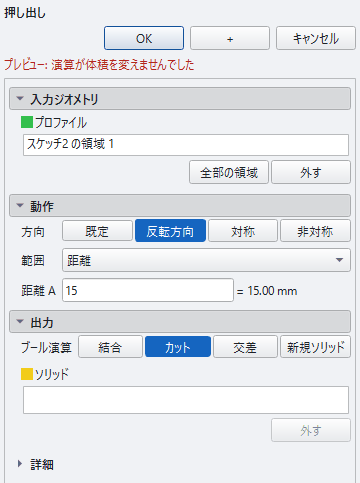 押し出し
OK + キャンセル
プレビュー: 演算が体積を変えませんでした
入力ジオメトリ
プロファイル
スケッチ2 の領域 1
全部の領域 外す
動作
方向 既定 反転方向 対称 非対称
範囲 距離
距離 A 15 = 15.00 mm
出力
ブール演算 結合 カット 交差 新規ソリッド
ソリッド
外す
詳細